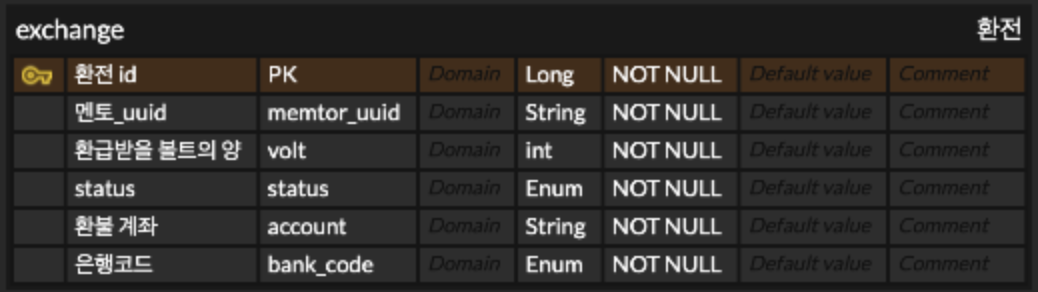 exchange 환전
환전 id PK Domain Long NOT NULL Default value Comment
멘토_uuid memtor_uuid Domain String NOT NULL Default value Comment
환급받을 볼트의 양 volt Domain int NOT NULL Default value Comment
status status Domain Enum NOT NULL Default value Comment
환불 계좌 account Domain String NOT NULL Default value Comment
은행코드 bank_code Domain Enum NOT NULL Default value Comment